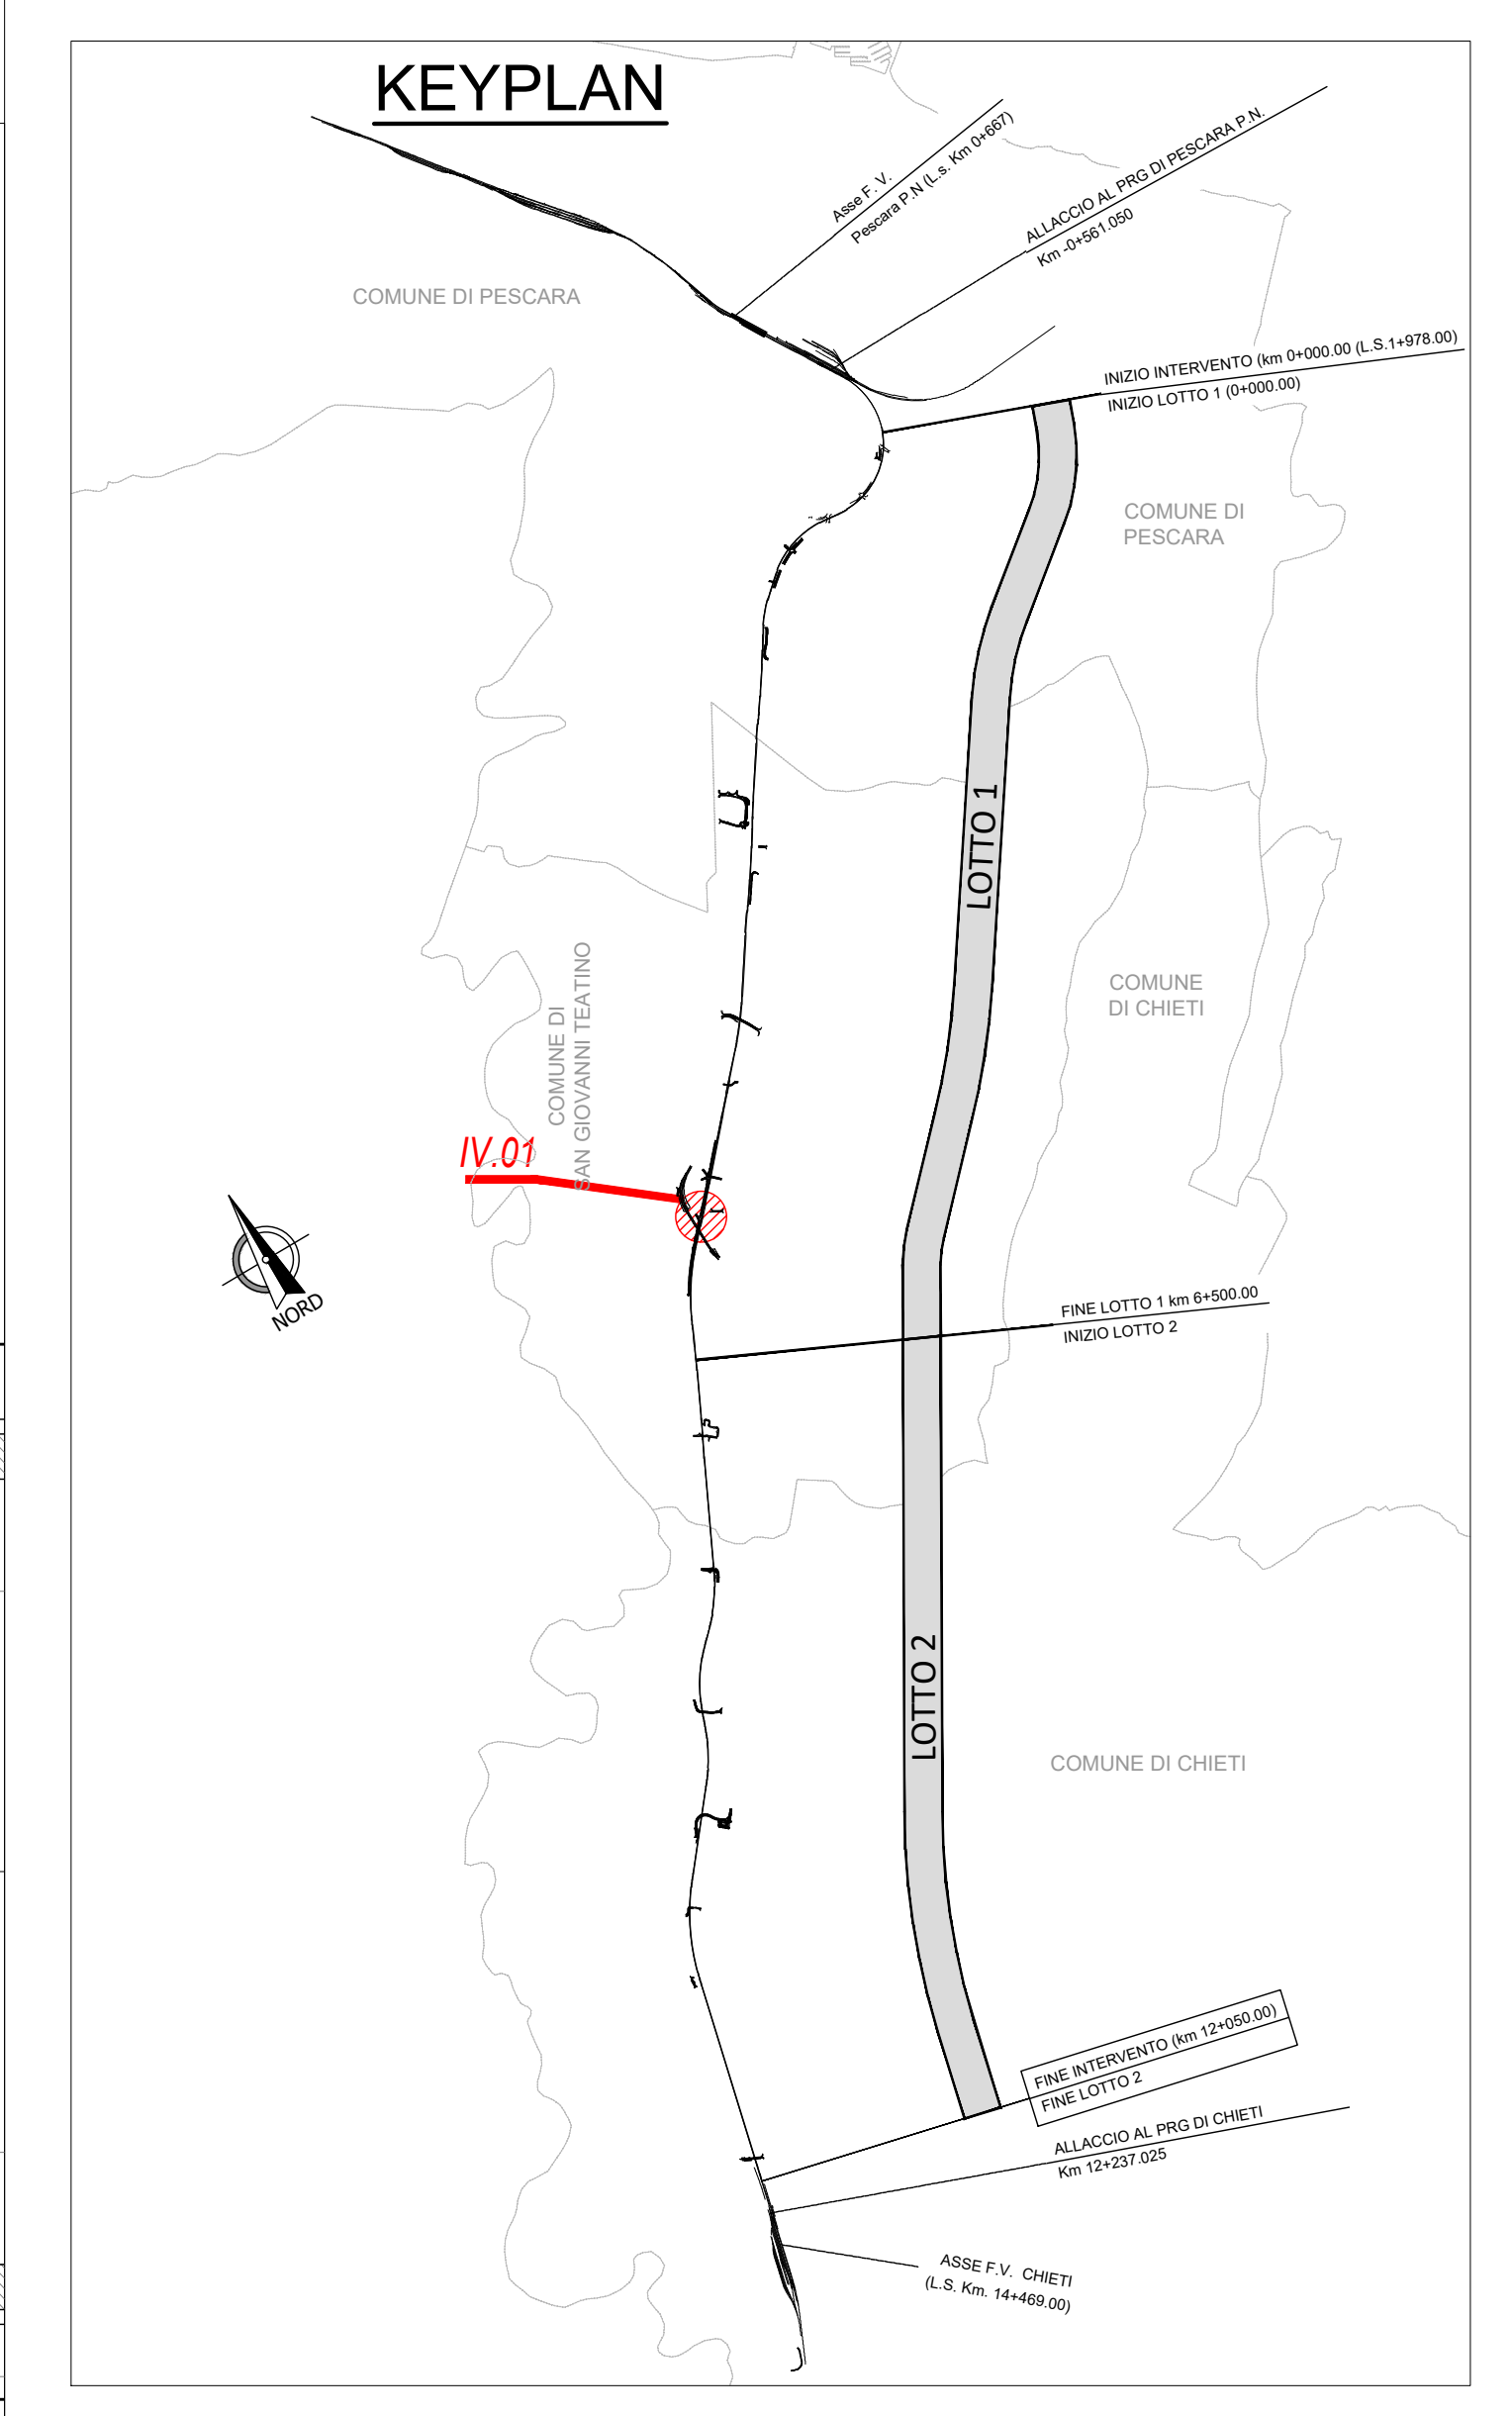 KEYPLAN
Asse F. V.
Pescara P.N (L.s. Km 0+667)
ALLACCIO AL PRG DI PESCARA P.N.
Km -0+561.050
COMUNE DI PESCARA
INIZIO INTERVENTO (km 0+000.00 (L.S.1+978.00)
INIZIO LOTTO 1 (0+000.00)
COMUNE DI
PESCARA
LOTTO 1
COMUNE
DI CHIETI
COMUNE DI
SAN GIOVANNI TEATINO
IV.01
NORD
FINE LOTTO 1 km 6+500.00
INIZIO LOTTO 2
LOTTO 2
COMUNE DI CHIETI
FINE INTERVENTO (km 12+050.00)
FINE LOTTO 2
ALLACCIO AL PRG DI CHIETI
Km 12+237.025
ASSE F.V. CHIETI
(L.S. Km. 14+469.00)